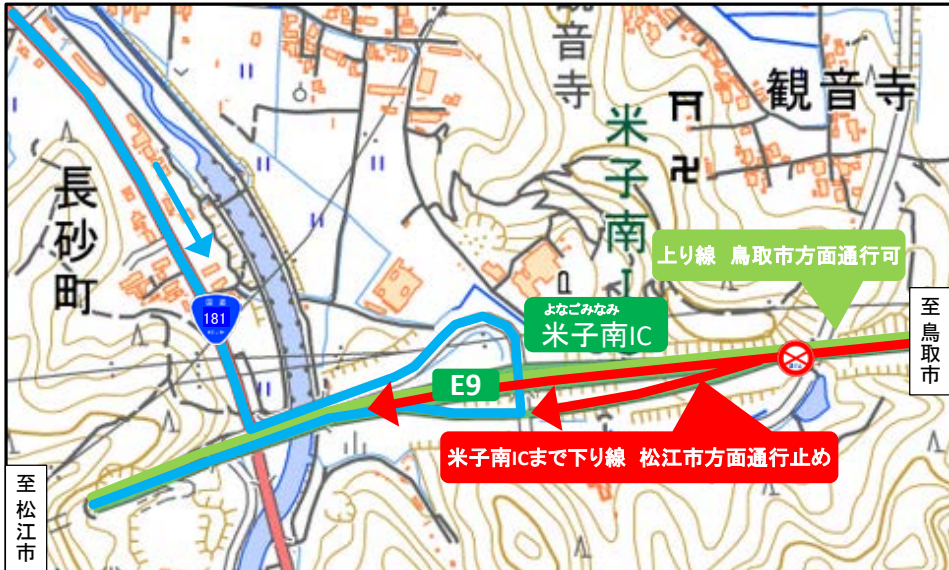 音寺
観音寺
米子南I
長砂町
上り線 鳥取市方面通行可
国道
181
よなごみなみ
米子南IC
至鳥取市
E9
米子南ICまで下り線 松江市方面通行止め
至松江市